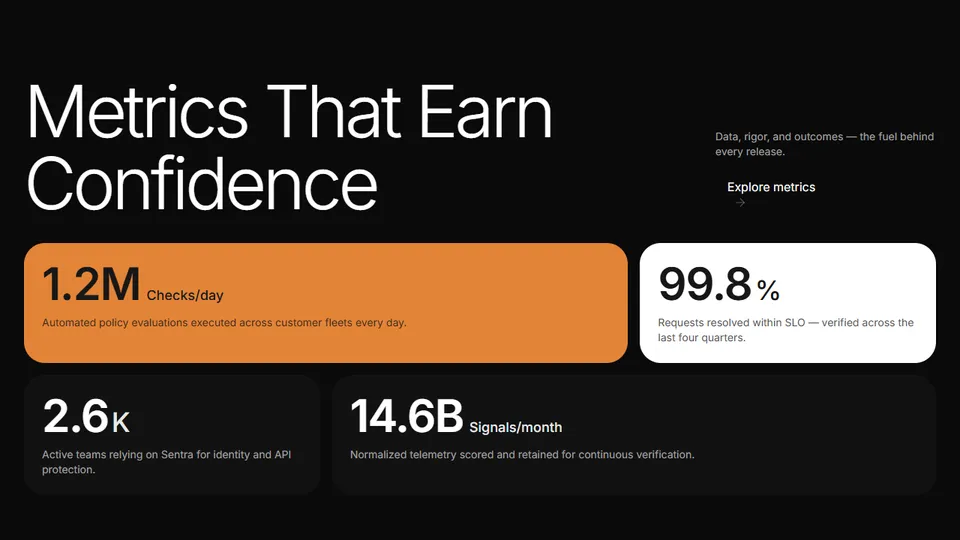 Metrics That Earn
Confidence
Data, rigor, and outcomes — the fuel behind
every release.
Explore metrics
→
1.2M Checks/day
Automated policy evaluations executed across customer fleets every day.
99.8 %
Requests resolved within SLO — verified across the
last four quarters.
2.6 K
Active teams relying on Sentra for identity and API
protection.
14.6B Signals/month
Normalized telemetry scored and retained for continuous verification.